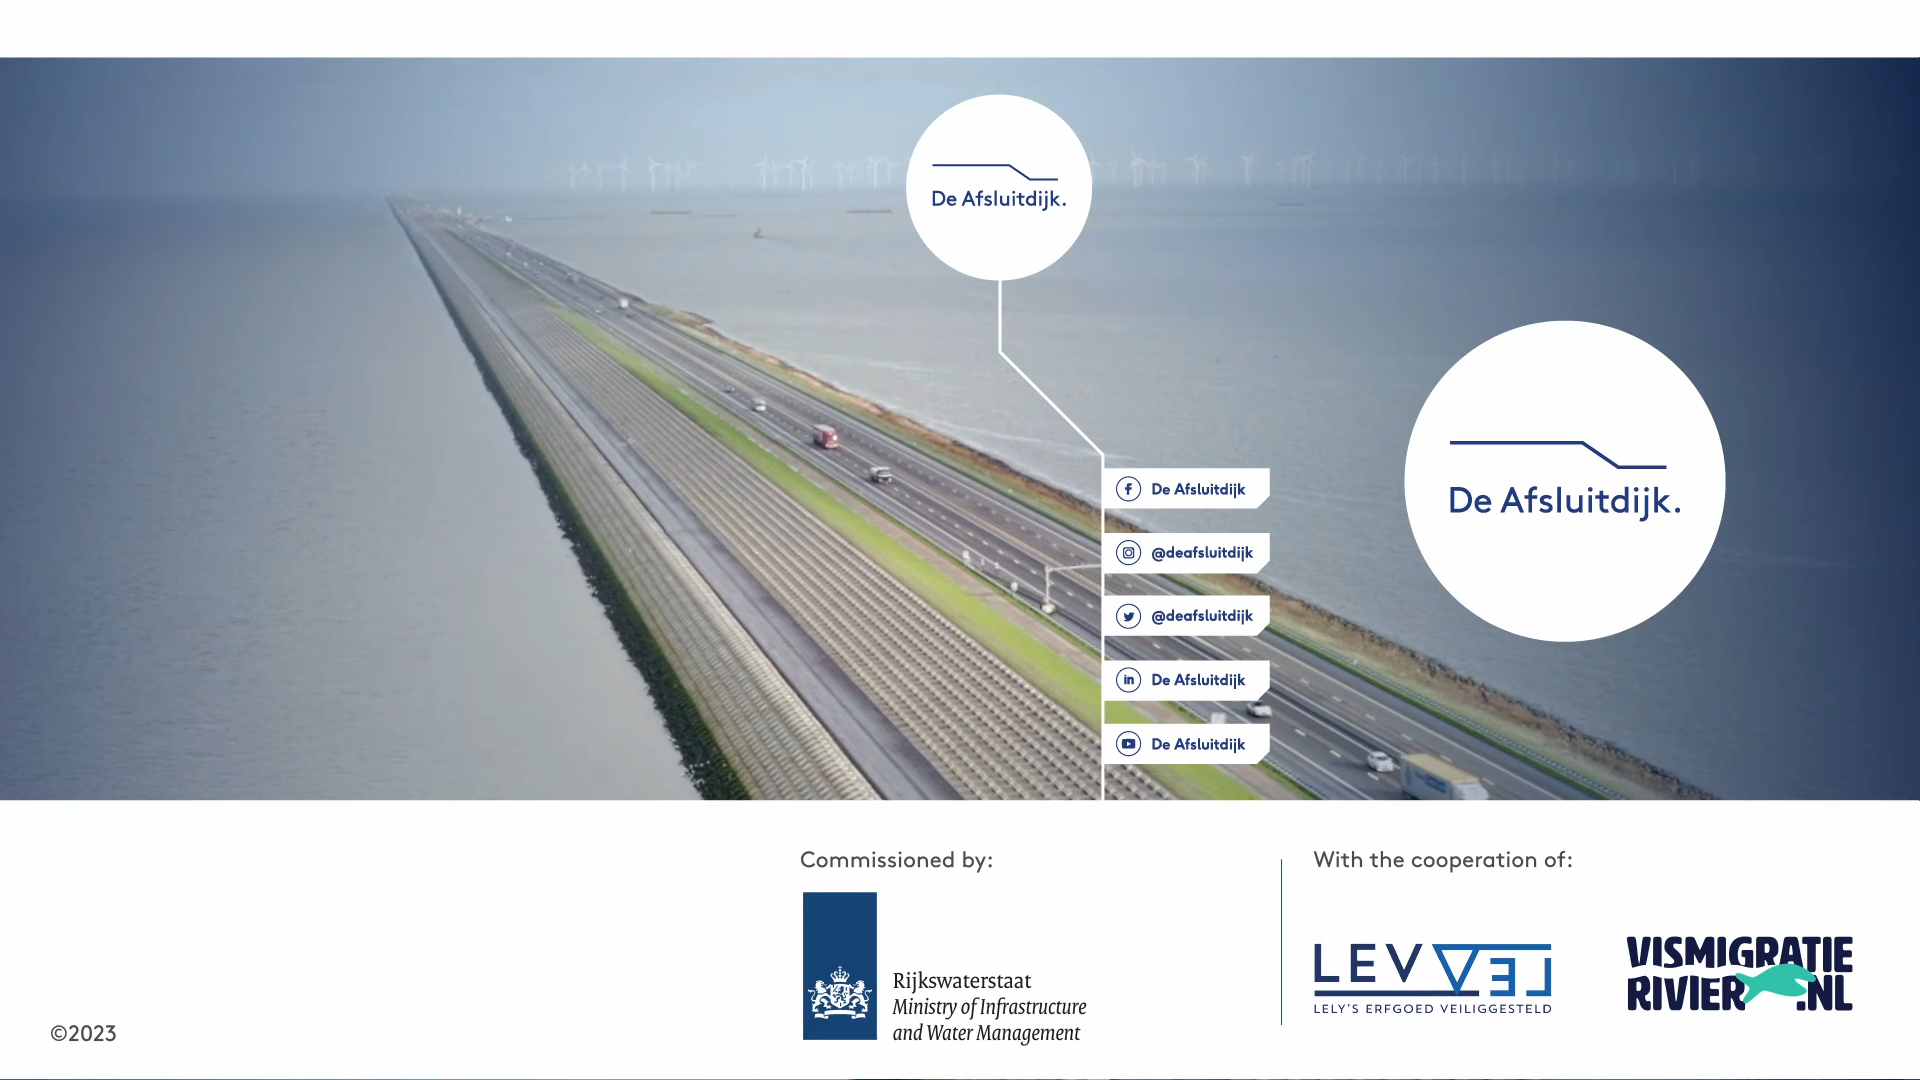 De Afsluitdijk.
De Afsluitdijk.
De Afsluitdijk
@deafsluitdijk
@deafsluitdijk
De Afsluitdijk
De Afsluitdijk
Commissioned by:
Rijkswaterstaat
Ministry of Infrastructure
and Water Management
With the cooperation of:
LEVVEL
LELY'S ERFGOED VEILIGGESTELD
VISMIGRATIE
RIVIER.NL
©2023